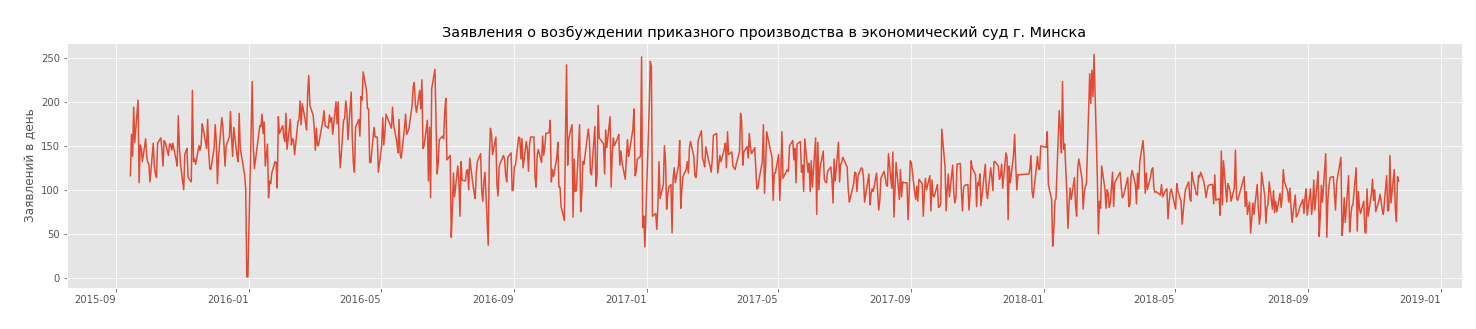 Заявления о возбуждении приказного производства в экономический суд г. Минска
Заявлений в день
250
200
150
100
50
0
2015-09 2016-01 2016-05 2016-09 2017-01 2017-05 2017-09 2018-01 2018-05 2018-09 2019-01